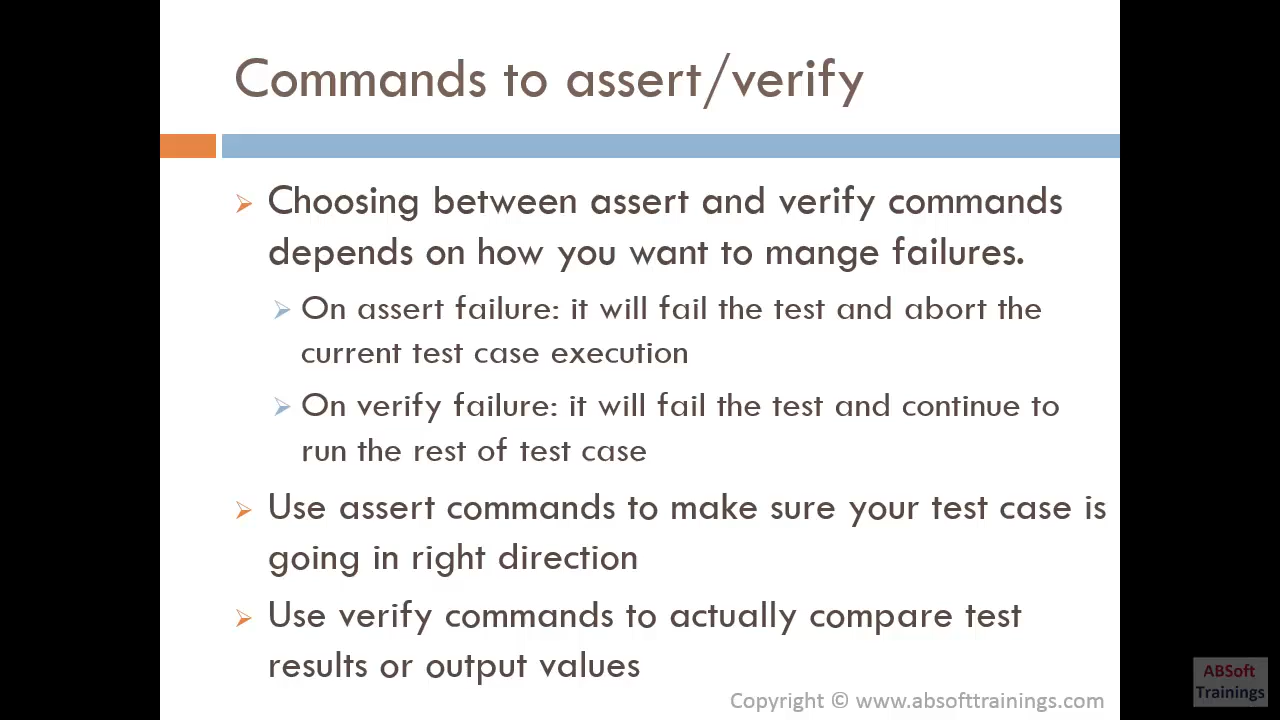 Commands to assert/verify
Choosing between assert and verify commands
depends on how you want to mange failures.
On assert failure: it will fail the test and abort the
current test case execution
On verify failure: it will fail the test and continue to
run the rest of test case
Use assert commands to make sure your test case is
going in right direction
Use verify commands to actually compare test
results or output values
Copyright © www.absofttrainings.com
ABSoft
Trainings